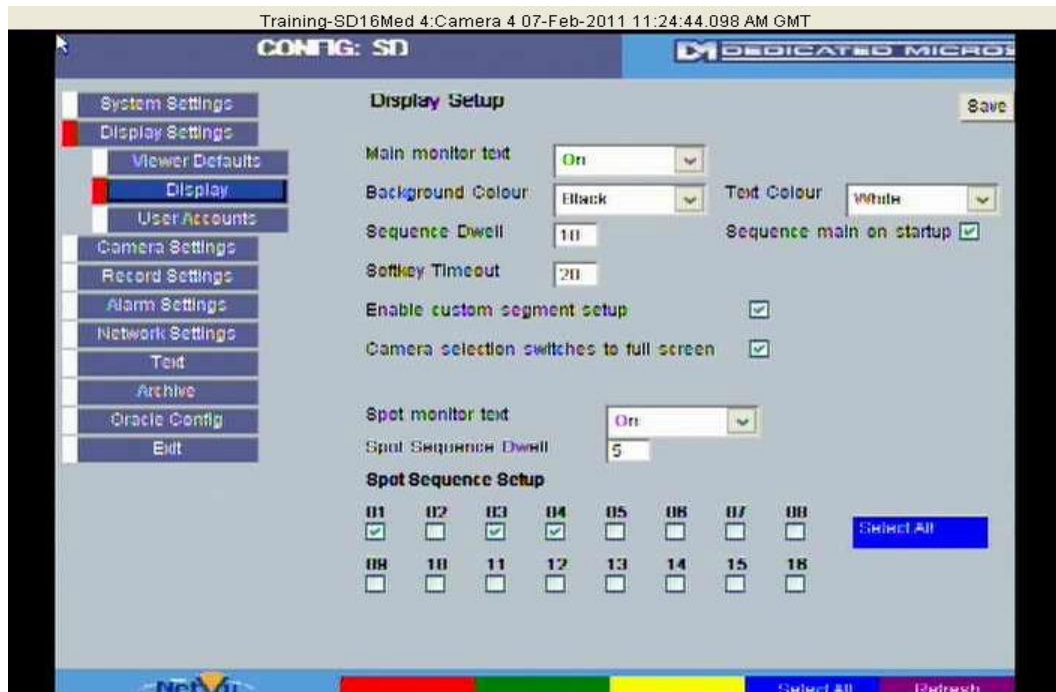 Training-SD16Med 4:Camera 4 07-Feb-2011 11:24:44.098 AM GMT
CONFIG: SD
DM DEDICATED MICROS
System Settings
Display Settings
Viewer Defaults
Display
User Accounts
Camera Settings
Record Settings
Alarm Settings
Network Settings
Text
Archive
Oracle Config
Exit
Display Setup
Save
Main monitor text On
Background Colour Black Text Colour White
Sequence Dwell 10 Sequence main on startup
Softkey Timeout 20
Enable custom segment setup
Camera selection switches to full screen
Spot monitor text On
Spot Sequence Dwell 5
Spot Sequence Setup
01 02 03 04 05 06 07 08
Select All
09 10 11 12 13 14 15 16
NetVu
Select All Refresh